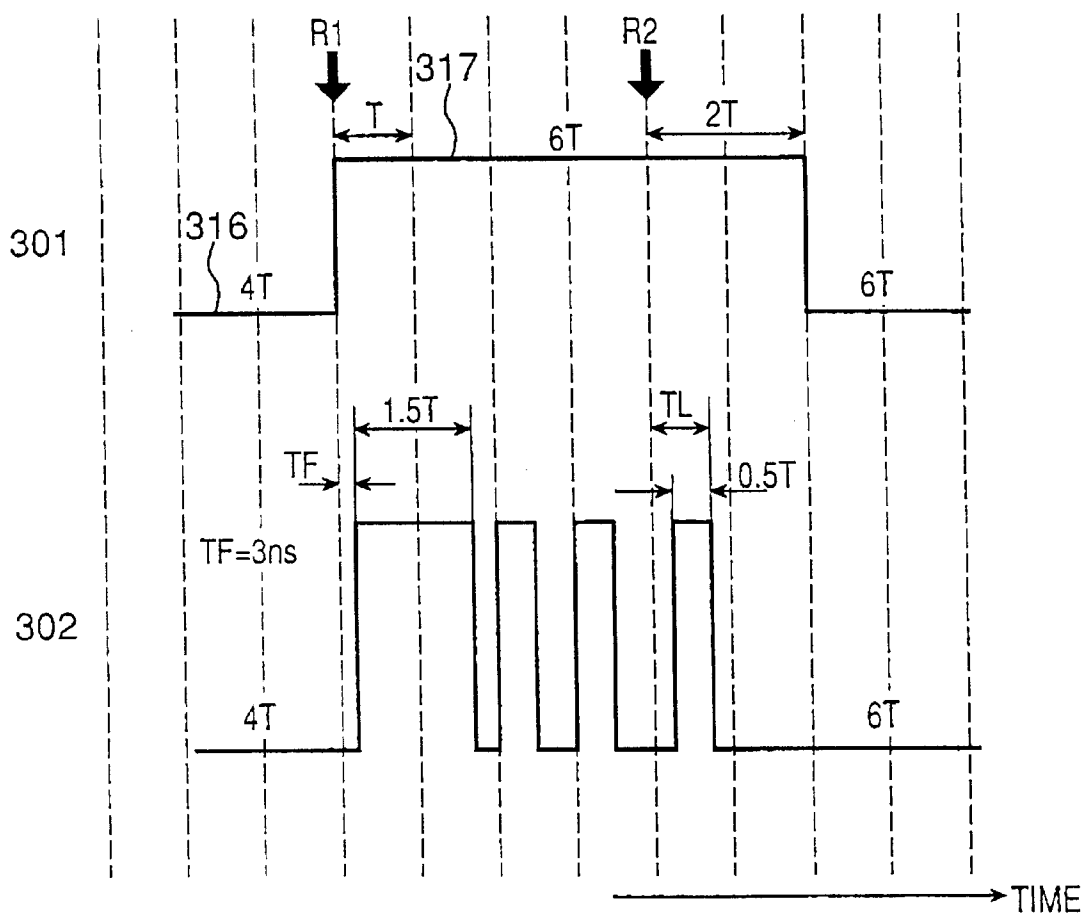 R1
R2
317
T
6T
2T
301
316
4T
6T
1.5T
TL
TF
0.5T
TF=3ns
302
4T
6T
TIME